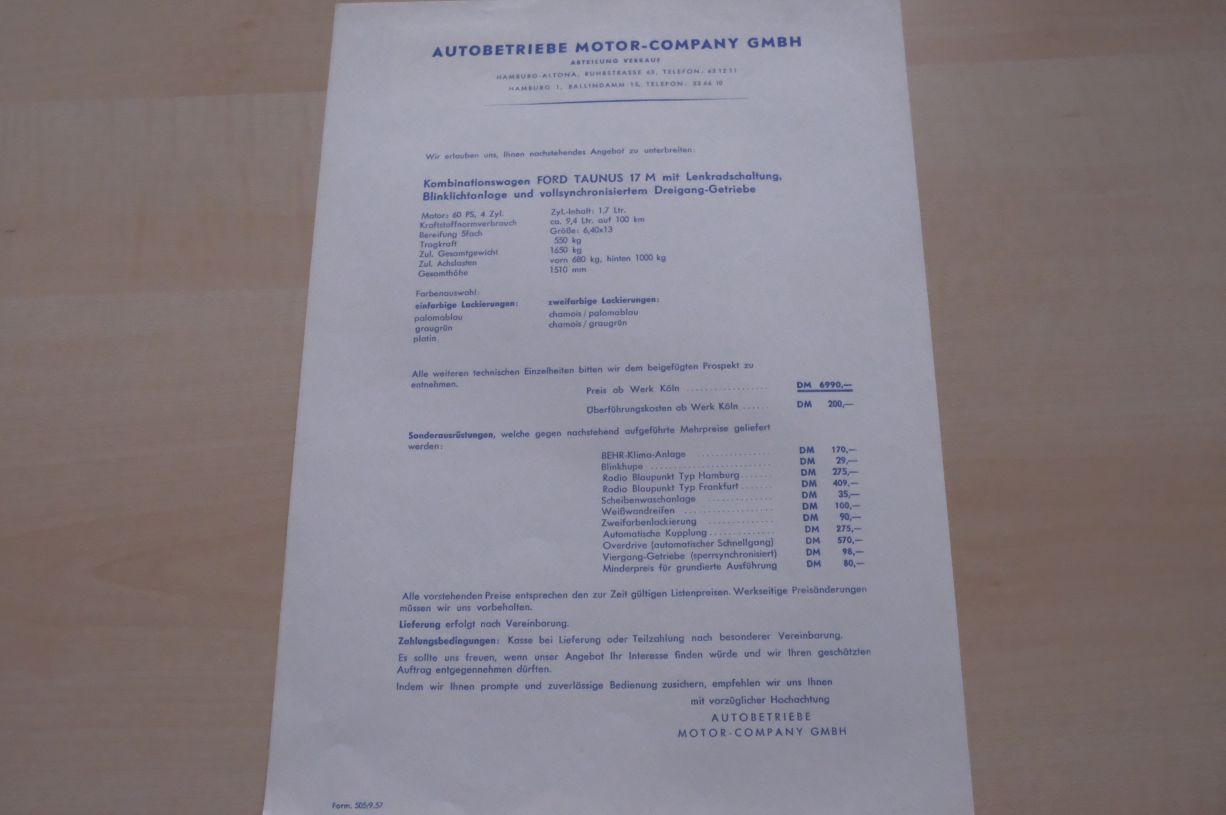 AUTOBETRIEBE MOTOR-COMPANY GMBH
ABTEILUNG VERKAUF
HAMBURG-ALTONA, RUHRSTRASSE 63, TELEFON: 43 12 11
HAMBURG 1, BALLINDAMM 15, TELEFON: 33 66 10
Wir erlauben uns, Ihnen nachstehendes Angebot zu unterbreiten:
Kombinationswagen FORD TAUNUS 17 M mit Lenkradschaltung,
Blinklichtanlage und vollsynchronisiertem Dreigang-Getriebe
Motor: 60 PS, 4 Zyl. Zyl.-Inhalt: 1,7 Ltr.
Kraftstoffnormverbrauch ca. 9,4 Ltr. auf 100 km
Bereifung 5fach Größe: 6,40x13
Tragkraft 550 kg
Zul. Gesamtgewicht 1650 kg
Zul. Achslasten vorn 680 kg, hinten 1000 kg
Gesamthöhe 1510 mm
Farbenauswahl:
einfarbige Lackierungen: zweifarbige Lackierungen:
palomablau chamois / palomablau
graugrün chamois / graugrün
platin
Alle weiteren technischen Einzelheiten bitten wir dem beigefügten Prospekt zu
entnehmen.
Preis ab Werk Köln .................. DM 6990,—
Überführungskosten ab Werk Köln ...... DM 200,—
Sonderausrüstungen, welche gegen nachstehend aufgeführte Mehrpreise geliefert
werden:
BEHR-Klima-Anlage ............... DM 170,—
Blinkhupe ........................ DM 29,—
Radio Blaupunkt Typ Hamburg ....... DM 275,—
Radio Blaupunkt Typ Frankfurt ....... DM 409,—
Scheibenwaschanlage .............. DM 35,—
Weißwandreifen ................... DM 100,—
Zweifarbenlackierung .............. DM 90,—
Automatische Kupplung .............. DM 275,—
Overdrive (automatischer Schnellgang) DM 570,—
Viergang-Getriebe (sperrsynchronisiert) DM 98,—
Minderpreis für grundierte Ausführung DM 80,—
Alle vorstehenden Preise entsprechen den zur Zeit gültigen Listenpreisen. Werkseitige Preisänderungen
müssen wir uns vorbehalten.
Lieferung erfolgt nach Vereinbarung.
Zahlungsbedingungen: Kasse bei Lieferung oder Teilzahlung nach besonderer Vereinbarung.
Es sollte uns freuen, wenn unser Angebot Ihr Interesse finden würde und wir Ihren geschätzten
Auftrag entgegennehmen dürften.
Indem wir Ihnen prompte und zuverlässige Bedienung zusichern, empfehlen wir uns Ihnen
mit vorzüglicher Hochachtung
AUTOBETRIEBE
MOTOR-COMPANY GMBH
Form. 505/9.57